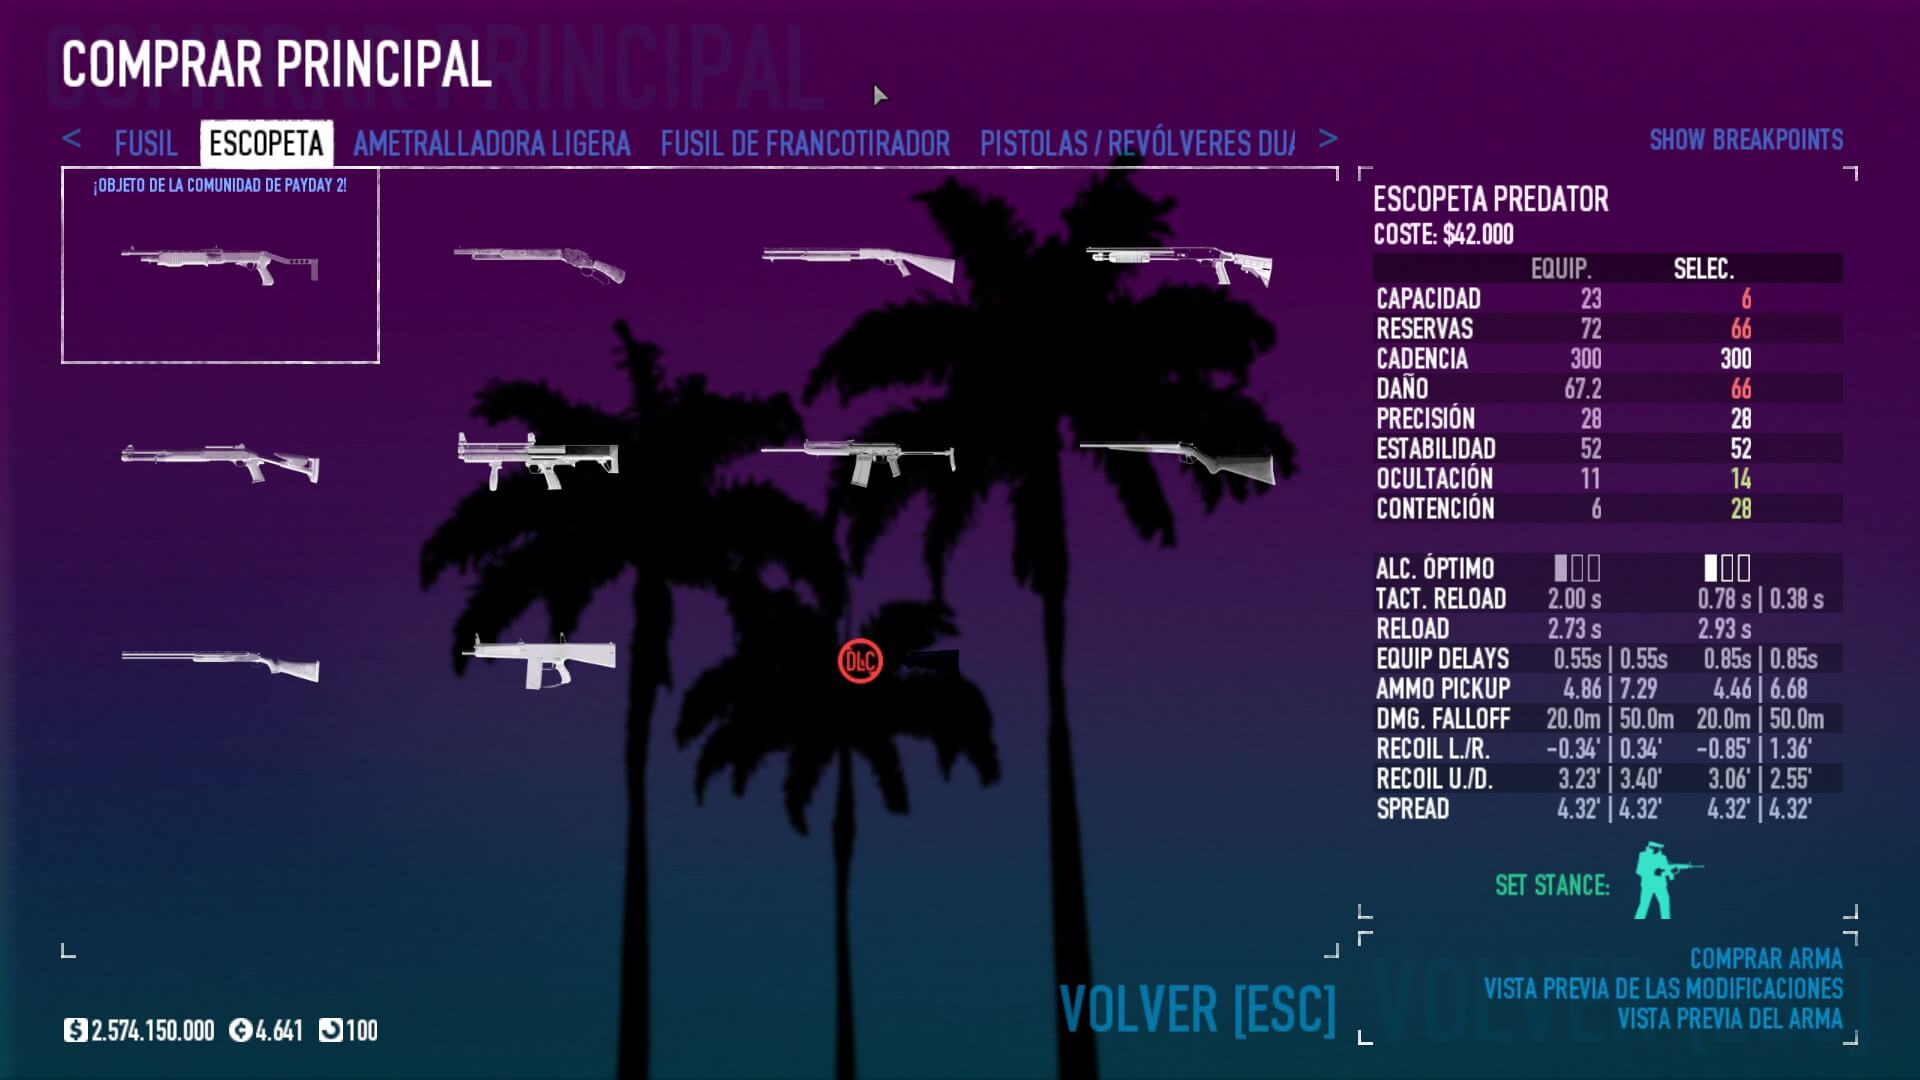 COMPRAR PRINCIPAL
< FUSIL ESCOPETA AMETRALLADORA LIGERA FUSIL DE FRANCOTIRADOR PISTOLAS / REVÓLVERES DUA >
SHOW BREAKPOINTS
¡OBJETO DE LA COMUNIDAD DE PAYDAY 2!
DLC
ESCOPETA PREDATOR
COSTE: $42.000
EQUIP. SELEC.
CAPACIDAD 23 6
RESERVAS 72 66
CADENCIA 300 300
DAÑO 67.2 66
PRECISIÓN 28 28
ESTABILIDAD 52 52
OCULTACIÓN 11 14
CONTENCIÓN 6 28
ALC. ÓPTIMO
TACT. RELOAD 2.00 s 0.78 s | 0.38 s
RELOAD 2.73 s 2.93 s
EQUIP DELAYS 0.55s | 0.55s 0.85s | 0.85s
AMMO PICKUP 4.86 | 7.29 4.46 | 6.68
DMG. FALLOFF 20.0m | 50.0m 20.0m | 50.0m
RECOIL L./R. -0.34' | 0.34' -0.85' | 1.36'
RECOIL U./D. 3.23' | 3.40' 3.06' | 2.55'
SPREAD 4.32' | 4.32' 4.32' | 4.32'
SET STANCE:
COMPRAR ARMA
VISTA PREVIA DE LAS MODIFICACIONES
VISTA PREVIA DEL ARMA
VOLVER [ESC]
$ 2.574.150.000 4.641 100